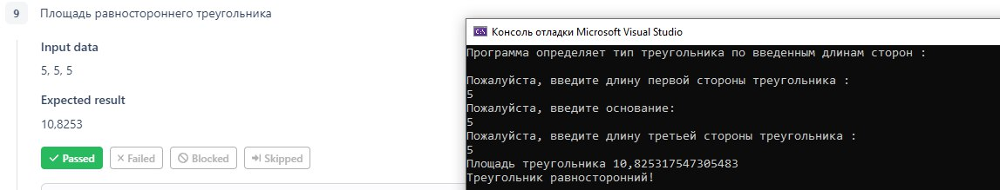 9 Площадь равностороннего треугольника
Input data
5, 5, 5
Expected result
10,8253
Passed Failed Blocked Skipped
Консоль отладки Microsoft Visual Studio
Программа определяет тип треугольника по введенным длинам сторон :
Пожалуйста, введите длину первой стороны треугольника :
5
Пожалуйста, введите основание:
5
Пожалуйста, введите длину третьей стороны треугольника :
5
Площадь треугольника 10,825317547305483
Треугольник равносторонний!